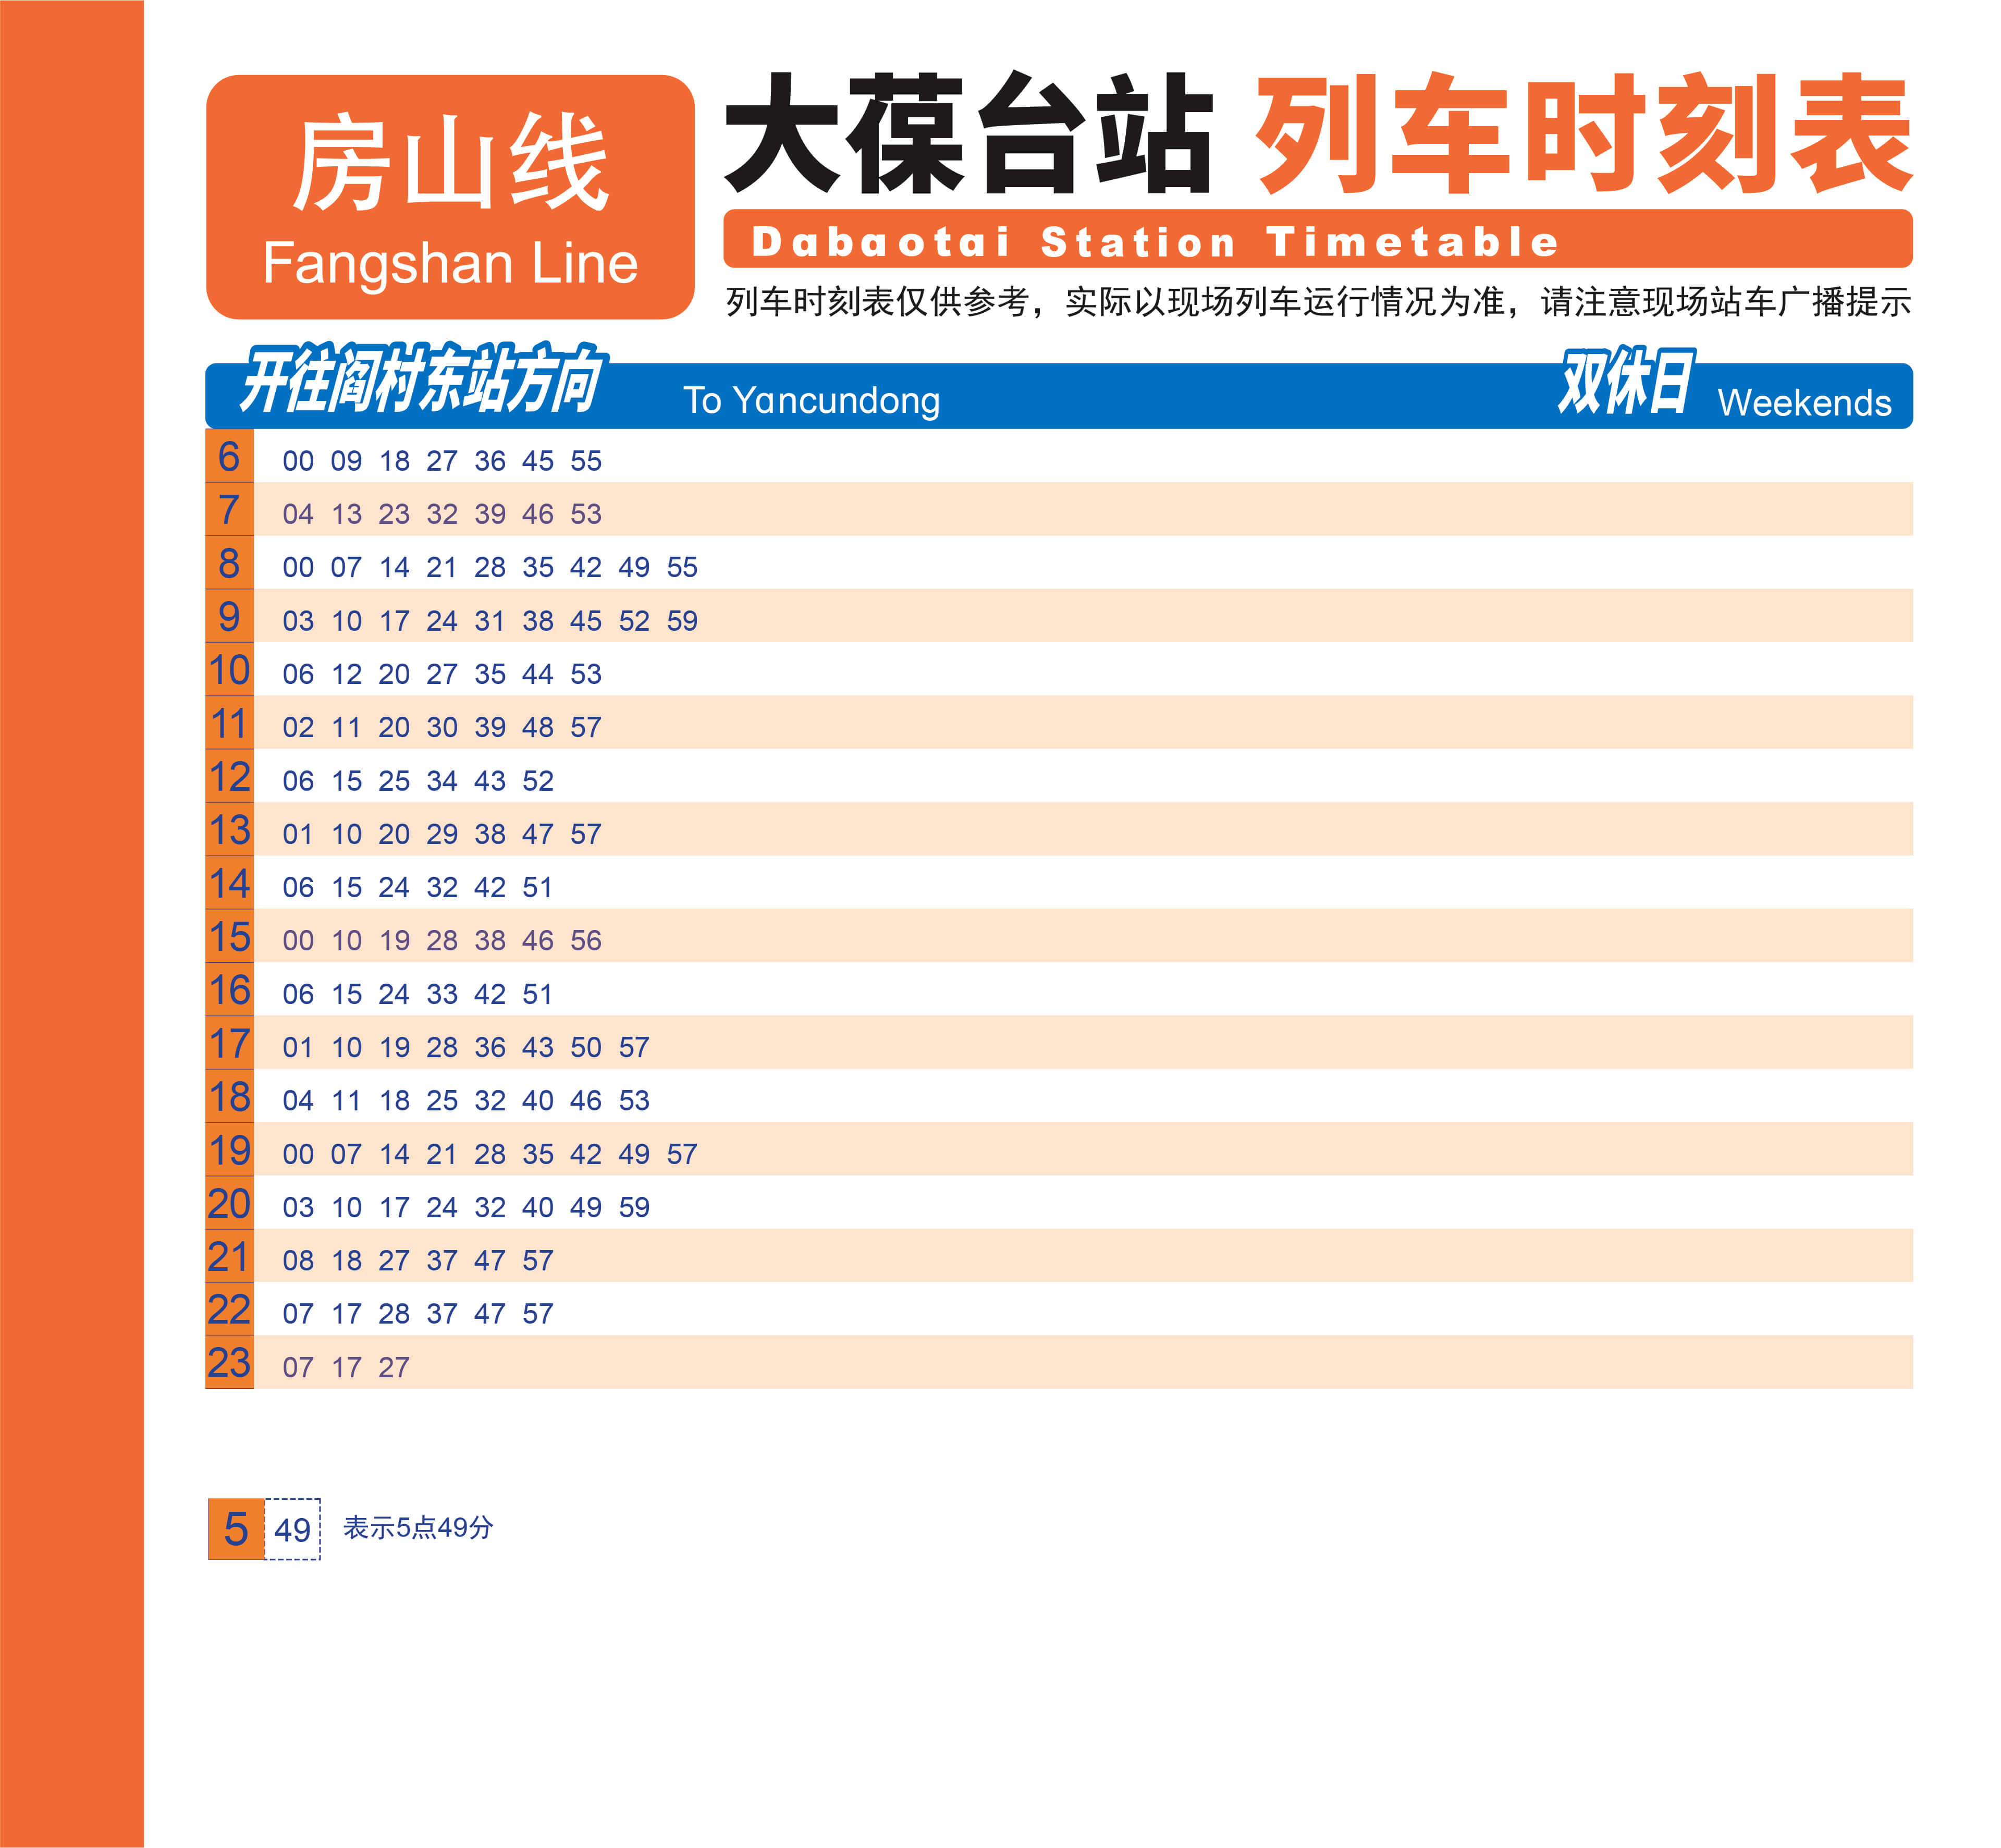 房山线
Fangshan Line
大葆台站 列车时刻表
Dabaotai Station Timetable
列车时刻表仅供参考，实际以现场列车运行情况为准，请注意现场站车广播提示
开往阎村东站方向 To Yancundong 双休日 Weekends
6 00 09 18 27 36 45 55
7 04 13 23 32 39 46 53
8 00 07 14 21 28 35 42 49 55
9 03 10 17 24 31 38 45 52 59
10 06 12 20 27 35 44 53
11 02 11 20 30 39 48 57
12 06 15 25 34 43 52
13 01 10 20 29 38 47 57
14 06 15 24 32 42 51
15 00 10 19 28 38 46 56
16 06 15 24 33 42 51
17 01 10 19 28 36 43 50 57
18 04 11 18 25 32 40 46 53
19 00 07 14 21 28 35 42 49 57
20 03 10 17 24 32 40 49 59
21 08 18 27 37 47 57
22 07 17 28 37 47 57
23 07 17 27
5 49 表示5点49分